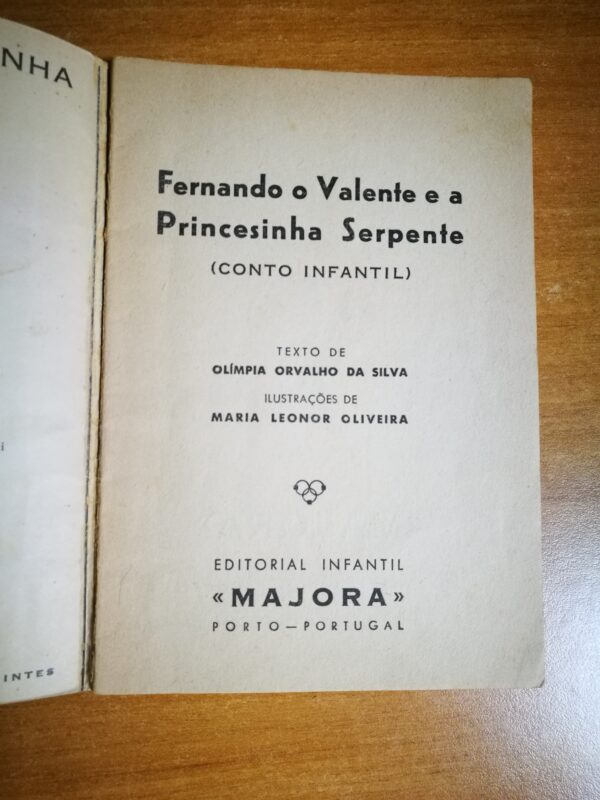 NHA
i
INTES
Fernando o Valente e a
Princesinha Serpente
(CONTO INFANTIL)
TEXTO DE
OLÍMPIA ORVALHO DA SILVA
ILUSTRAÇÕES DE
MARIA LEONOR OLIVEIRA
EDITORIAL INFANTIL
«MAJORA»
PORTO — PORTUGAL